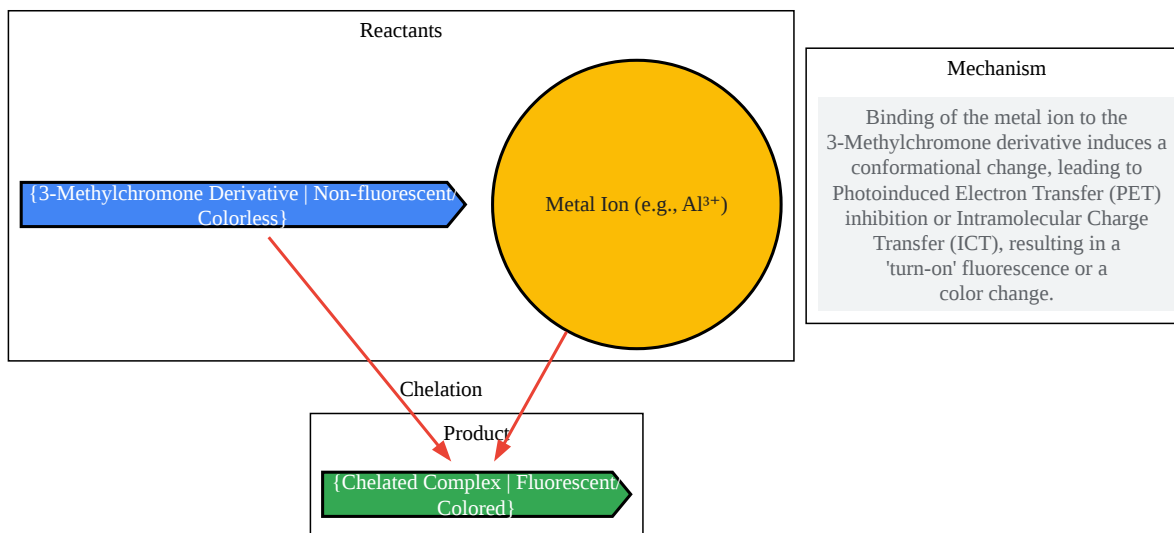 Reactants
{3-Methylchromone Derivative | Non-fluorescent/
Colorless}
Metal Ion (e.g., Al³⁺)
Mechanism
Binding of the metal ion to the
3-Methylchromone derivative induces a
conformational change, leading to
Photoinduced Electron Transfer (PET)
inhibition or Intramolecular Charge
Transfer (ICT), resulting in a
'turn-on' fluorescence or a
color change.
Chelation
Product
{Chelated Complex | Fluorescent/
Colored}